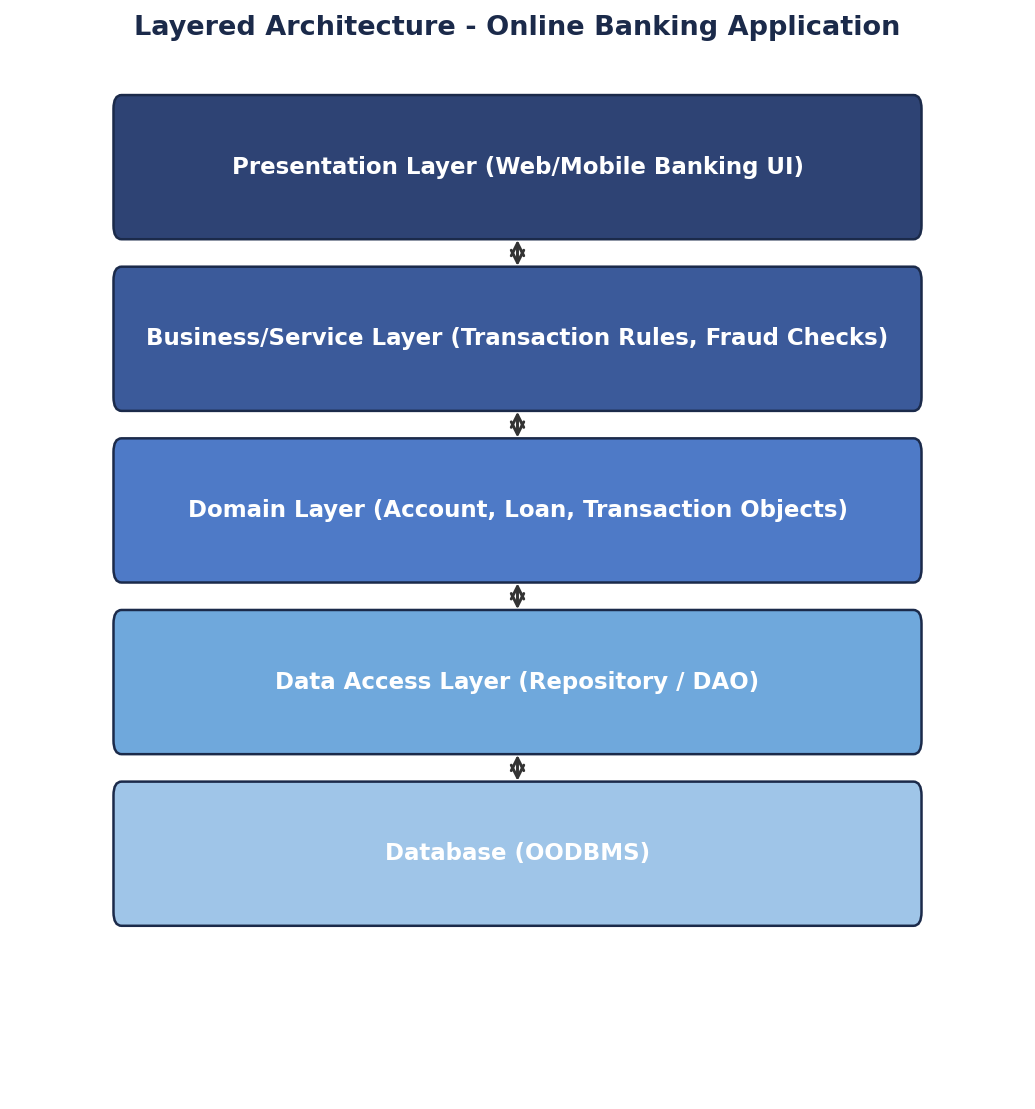 Layered Architecture - Online Banking Application
Presentation Layer (Web/Mobile Banking UI)
Business/Service Layer (Transaction Rules, Fraud Checks)
Domain Layer (Account, Loan, Transaction Objects)
Data Access Layer (Repository / DAO)
Database (OODBMS)